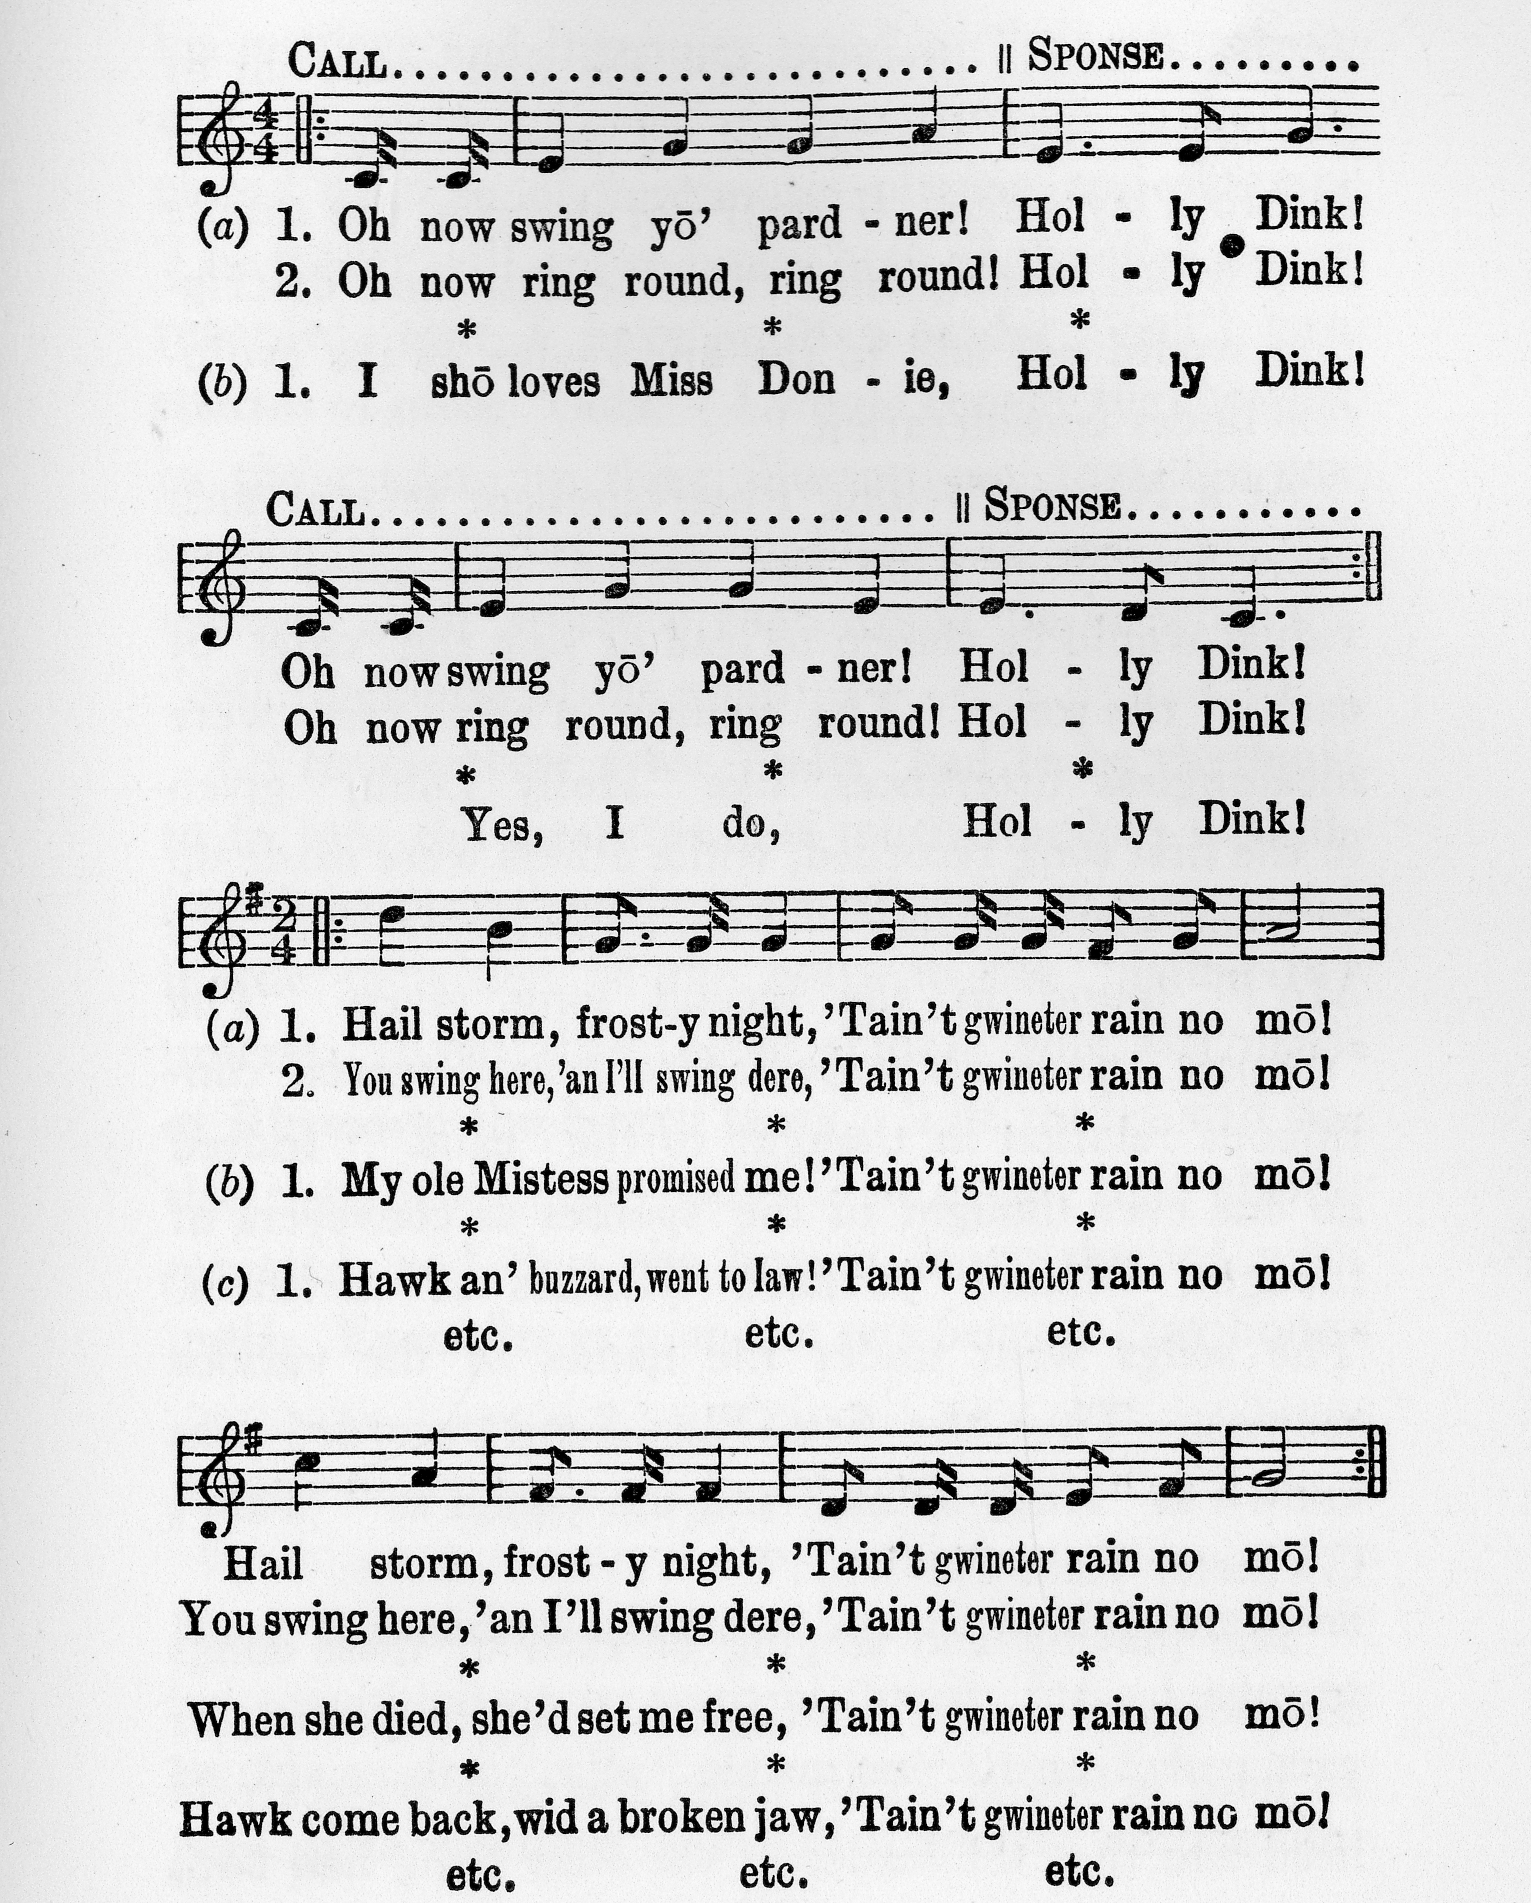 CALL............................ || SPONSE.........
4
4
(a) 1. Oh now swing yō’ pard - ner! Hol - ly Dink!
2. Oh now ring round, ring round! Hol - ly Dink!
* * *
(b) 1. I shō loves Miss Don - ie, Hol - ly Dink!
CALL........................... || SPONSE...........
Oh now swing yō’ pard - ner! Hol - ly Dink!
Oh now ring round, ring round! Hol - ly Dink!
* * *
Yes, I do, Hol - ly Dink!
2
4
(a) 1. Hail storm, frost-y night, ’Tain’t gwineter rain no mō!
2. You swing here, ’an I’ll swing dere, ’Tain’t gwineter rain no mō!
* * *
(b) 1. My ole Mistess promised me! ’Tain’t gwineter rain no mō!
* * *
(c) 1. Hawk an’ buzzard, went to law! ’Tain’t gwineter rain no mō!
etc. etc. etc.
Hail storm, frost - y night, ’Tain’t gwineter rain no mō!
You swing here, ’an I’ll swing dere, ’Tain’t gwineter rain no mō!
* * *
When she died, she’d set me free, ’Tain’t gwineter rain no mō!
* * *
Hawk come back, wid a broken jaw, ’Tain’t gwineter rain no mō!
etc. etc. etc.